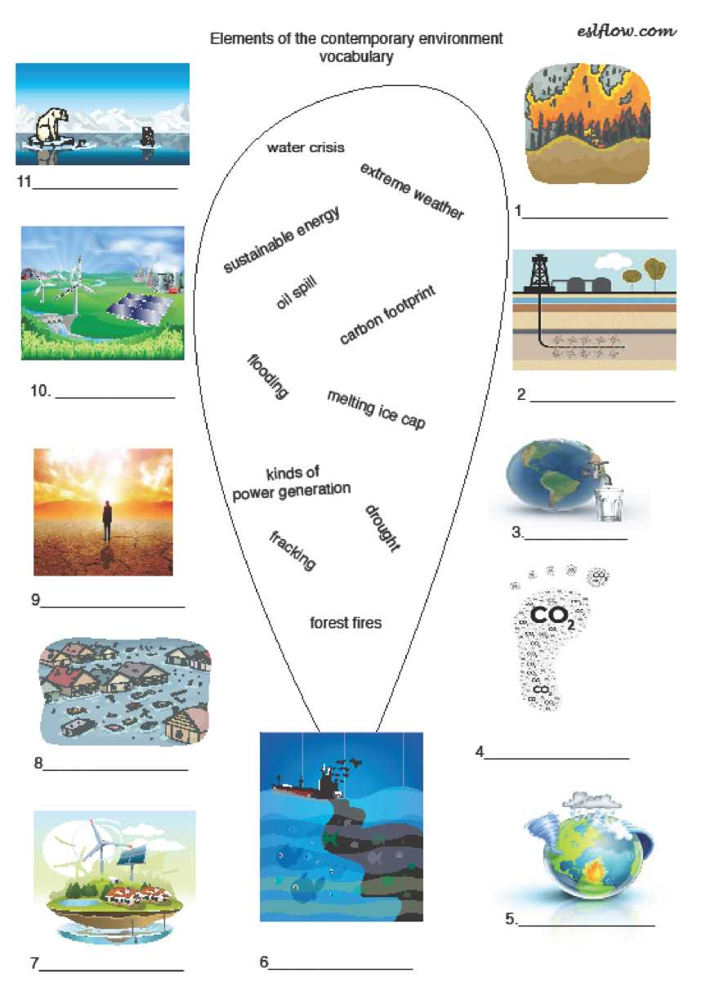 eslflow.com
Elements of the contemporary environment
vocabulary
water crisis
extreme weather
sustainable energy
oil spill
carbon footprint
flooding
melting ice cap
kinds of
power generation
drought
fracking
forest fires
1
2
3.
CO2
CO
4
5.
6
7
8
9
10.
11